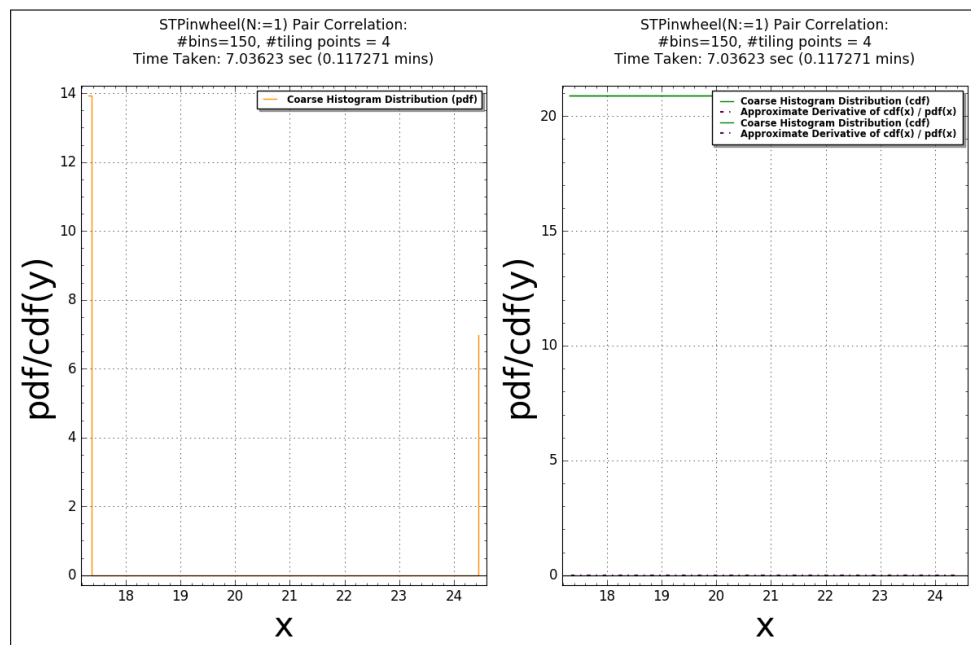 STPinwheel(N:=1) Pair Correlation:
#bins=150, #tiling points = 4
Time Taken: 7.03623 sec (0.117271 mins)
14
12
10
8
6
4
2
0
pdf/cdf(y)
Coarse Histogram Distribution (pdf)
18
19
20
21
22
23
24
x
STPinwheel(N:=1) Pair Correlation:
#bins=150, #tiling points = 4
Time Taken: 7.03623 sec (0.117271 mins)
20
15
10
5
0
pdf/cdf(y)
Coarse Histogram Distribution (cdf)
Approximate Derivative of cdf(x) / pdf(x)
Coarse Histogram Distribution (cdf)
Approximate Derivative of cdf(x) / pdf(x)
18
19
20
21
22
23
24
x